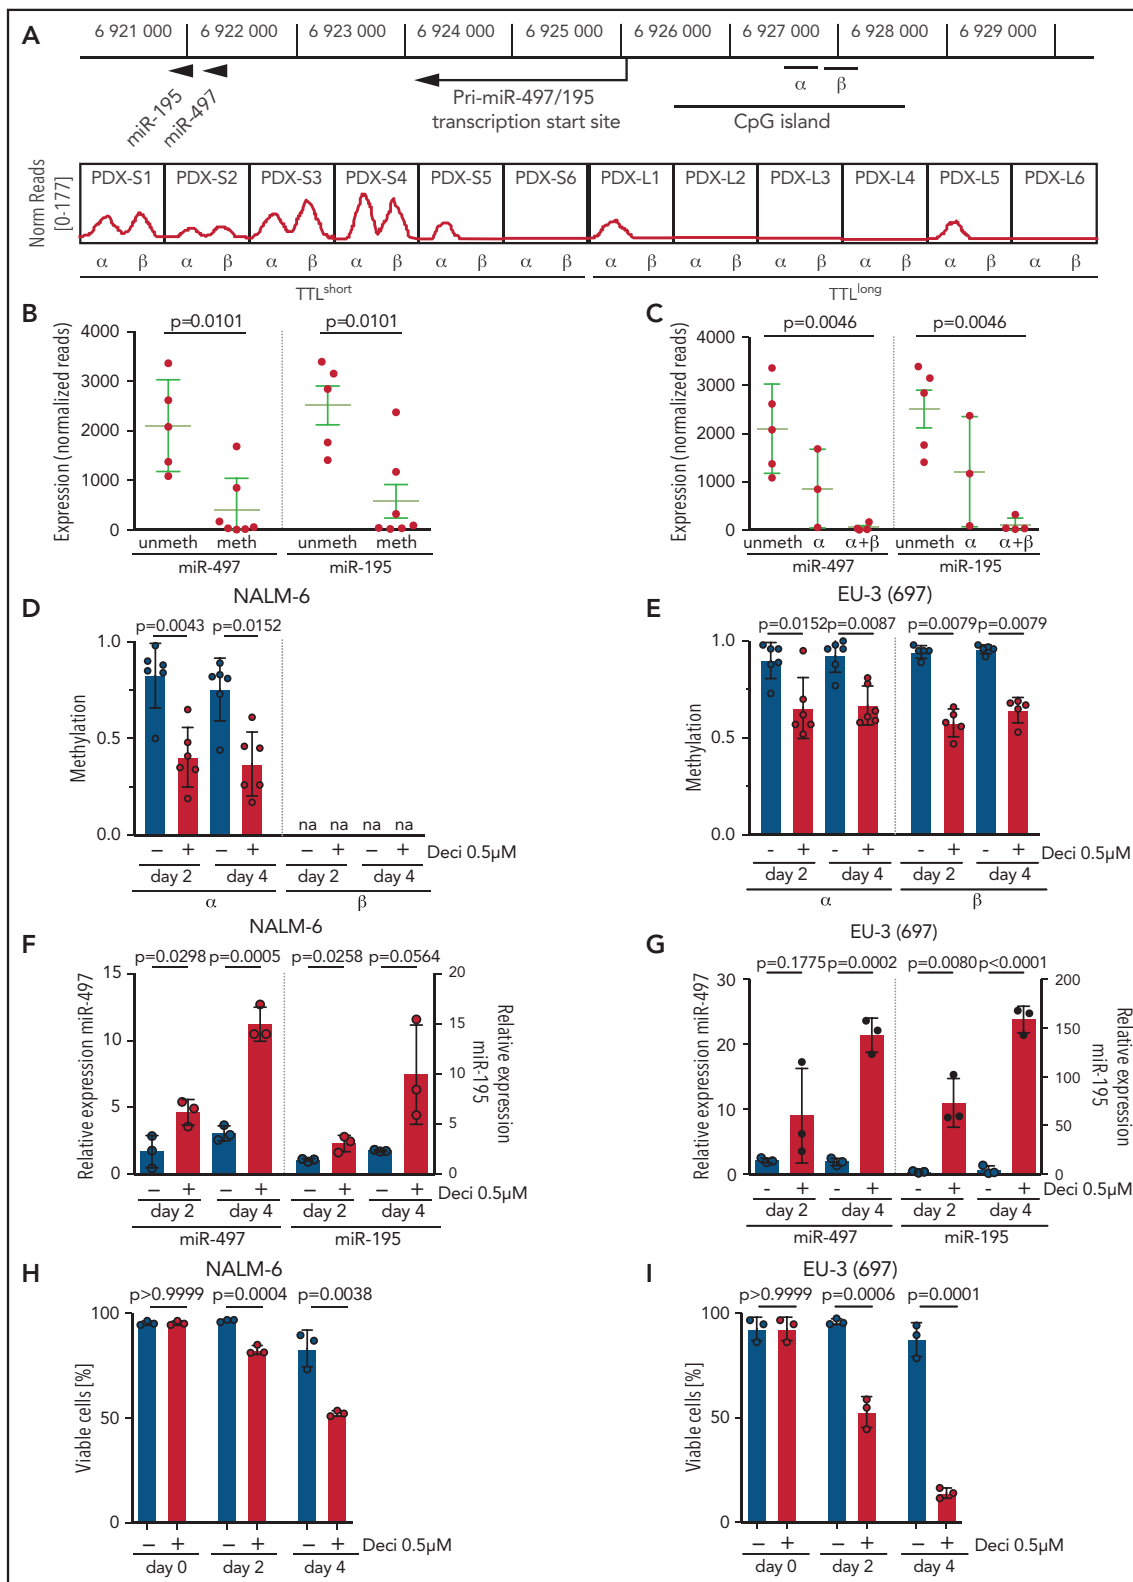 A
6 921 000 6 922 000 6 923 000 6 924 000 6 925 000 6 926 000 6 927 000 6 928 000 6 929 000
miR-195
miR-497
Pri-miR-497/195
transcription start site
α β
CpG island
Norm Reads
[0-177]
PDX-S1 PDX-S2 PDX-S3 PDX-S4 PDX-S5 PDX-S6 PDX-L1 PDX-L2 PDX-L3 PDX-L4 PDX-L5 PDX-L6
α β α β α β α β α β α β α β α β α β α β α β α β
TTLshort TTLlong
B
Expression (normalized reads)
p=0.0101 p=0.0101
4000
3000
2000
1000
0
unmeth meth unmeth meth
miR-497 miR-195
C
Expression (normalized reads)
p=0.0046 p=0.0046
4000
3000
2000
1000
0
unmeth α α+β unmeth α α+β
miR-497 miR-195
D
NALM-6
p=0.0043 p=0.0152
Methylation
1.0
0.5
0.0
na na na na
– + – + – + – + Deci 0.5μM
day 2 day 4 day 2 day 4
α β
E
EU-3 (697)
p=0.0152 p=0.0087 p=0.0079 p=0.0079
Methylation
1.0
0.5
0.0
- + - + - + - + Deci 0.5μM
day 2 day 4 day 2 day 4
α β
F
NALM-6
p=0.0298 p=0.0005 p=0.0258 p=0.0564
Relative expression miR-497
15
10
5
0
20
15
10
5
0
Relative expression
miR-195
– + – + – + – + Deci 0.5μM
day 2 day 4 day 2 day 4
miR-497 miR-195
G
EU-3 (697)
p=0.1775 p=0.0002 p=0.0080 p<0.0001
Relative expression miR-497
30
20
10
0
200
150
100
50
0
Relative expression
miR-195
- + - + - + - + Deci 0.5μM
day 2 day 4 day 2 day 4
miR-497 miR-195
H
NALM-6
p>0.9999 p=0.0004 p=0.0038
Viable cells [%]
100
50
0
– + – + – + Deci 0.5μM
day 0 day 2 day 4
I
EU-3 (697)
p>0.9999 p=0.0006 p=0.0001
Viable cells [%]
100
50
0
– + – + – + Deci 0.5μM
day 0 day 2 day 4